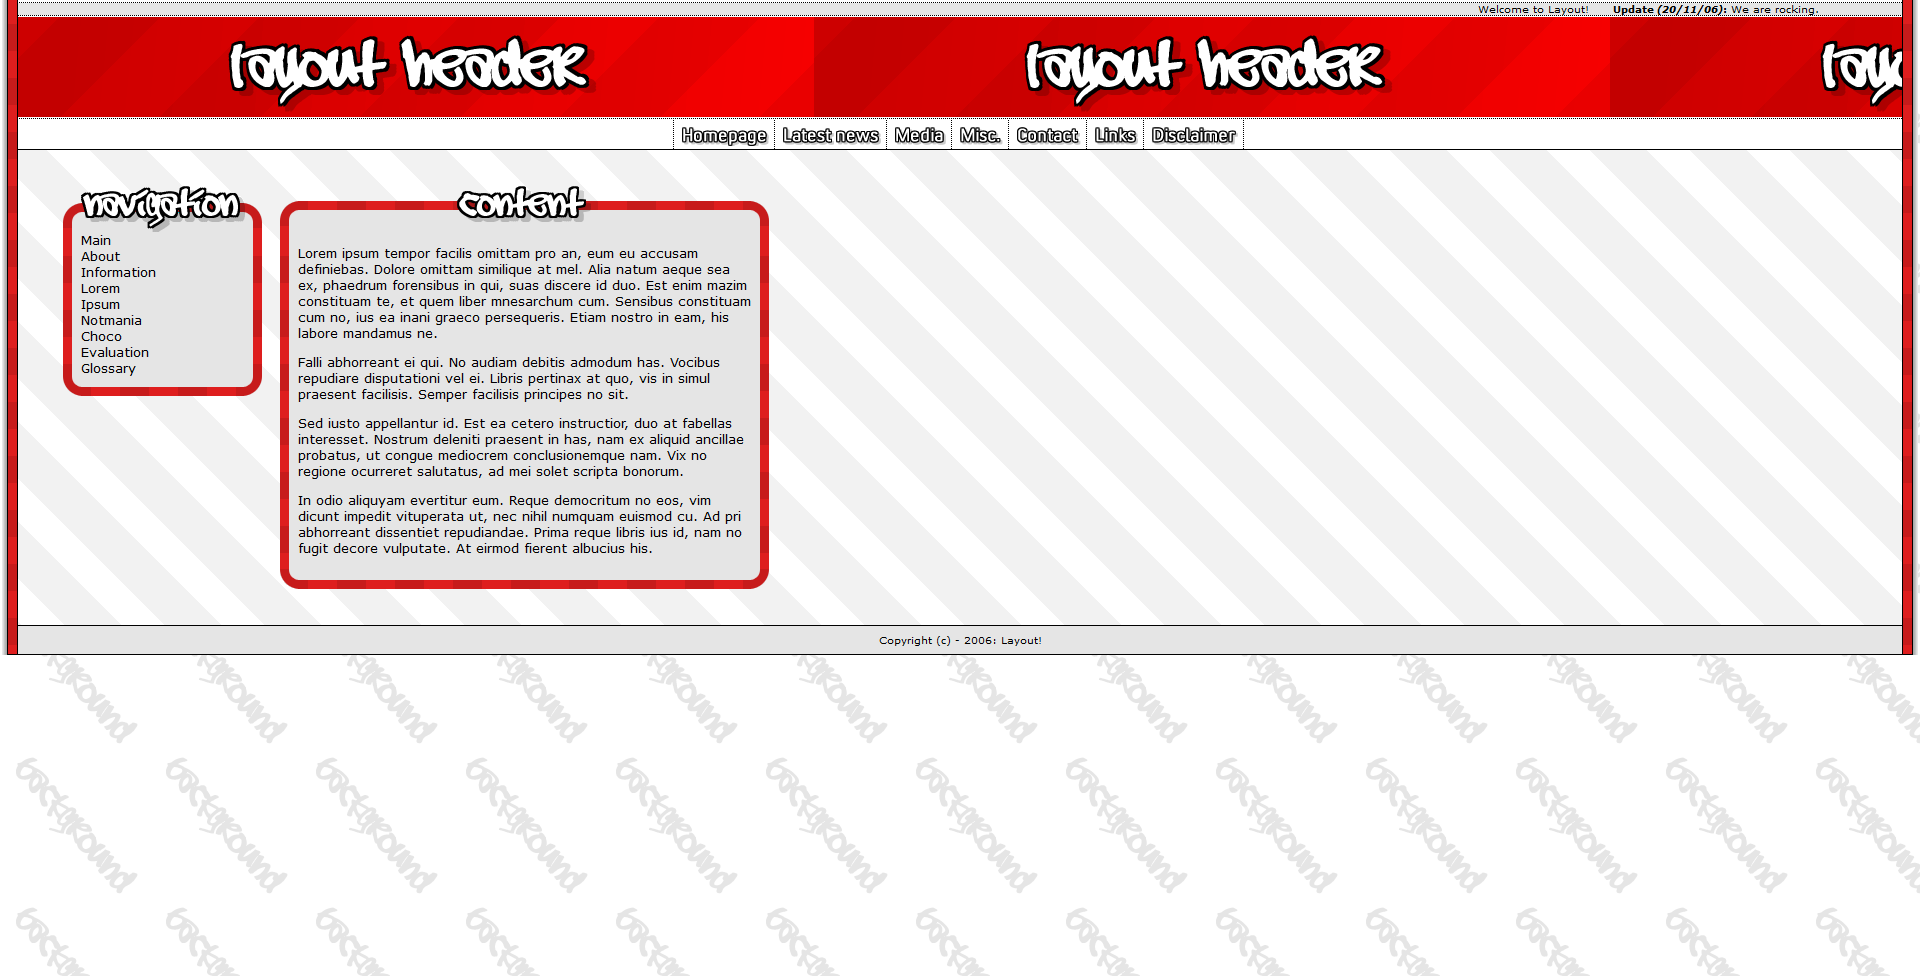 Welcome to Layout! Update (20/11/06): We are rocking.
layout header layout header layo
Homepage Latest news Media Misc. Contact Links Disclaimer
navigation
Main
About
Information
Lorem
Ipsum
Notmania
Choco
Evaluation
Glossary
content
Lorem ipsum tempor facilis omittam pro an, eum eu accusam
definiebas. Dolore omittam similique at mel. Alia natum aeque sea
ex, phaedrum forensibus in qui, suas discere id duo. Est enim mazim
constituam te, et quem liber mnesarchum cum. Sensibus constituam
cum no, ius ea inani graeco persequeris. Etiam nostro in eam, his
labore mandamus ne.
Falli abhorreant ei qui. No audiam debitis admodum has. Vocibus
repudiare disputationi vel ei. Libris pertinax at quo, vis in simul
praesent facilisis. Semper facilisis principes no sit.
Sed iusto appellantur id. Est ea cetero instructior, duo at fabellas
interesset. Nostrum deleniti praesent in has, nam ex aliquid ancillae
probatus, ut congue mediocrem conclusionemque nam. Vix no
regione ocurreret salutatus, ad mei solet scripta bonorum.
In odio aliquyam evertitur eum. Reque democritum no eos, vim
dicunt impedit vituperata ut, nec nihil numquam euismod cu. Ad pri
abhorreant dissentiet repudiandae. Prima reque libris ius id, nam no
fugit decore vulputate. At eirmod fierent albucius his.
Copyright (c) - 2006: Layout!
background background background background background background background background background background background background background